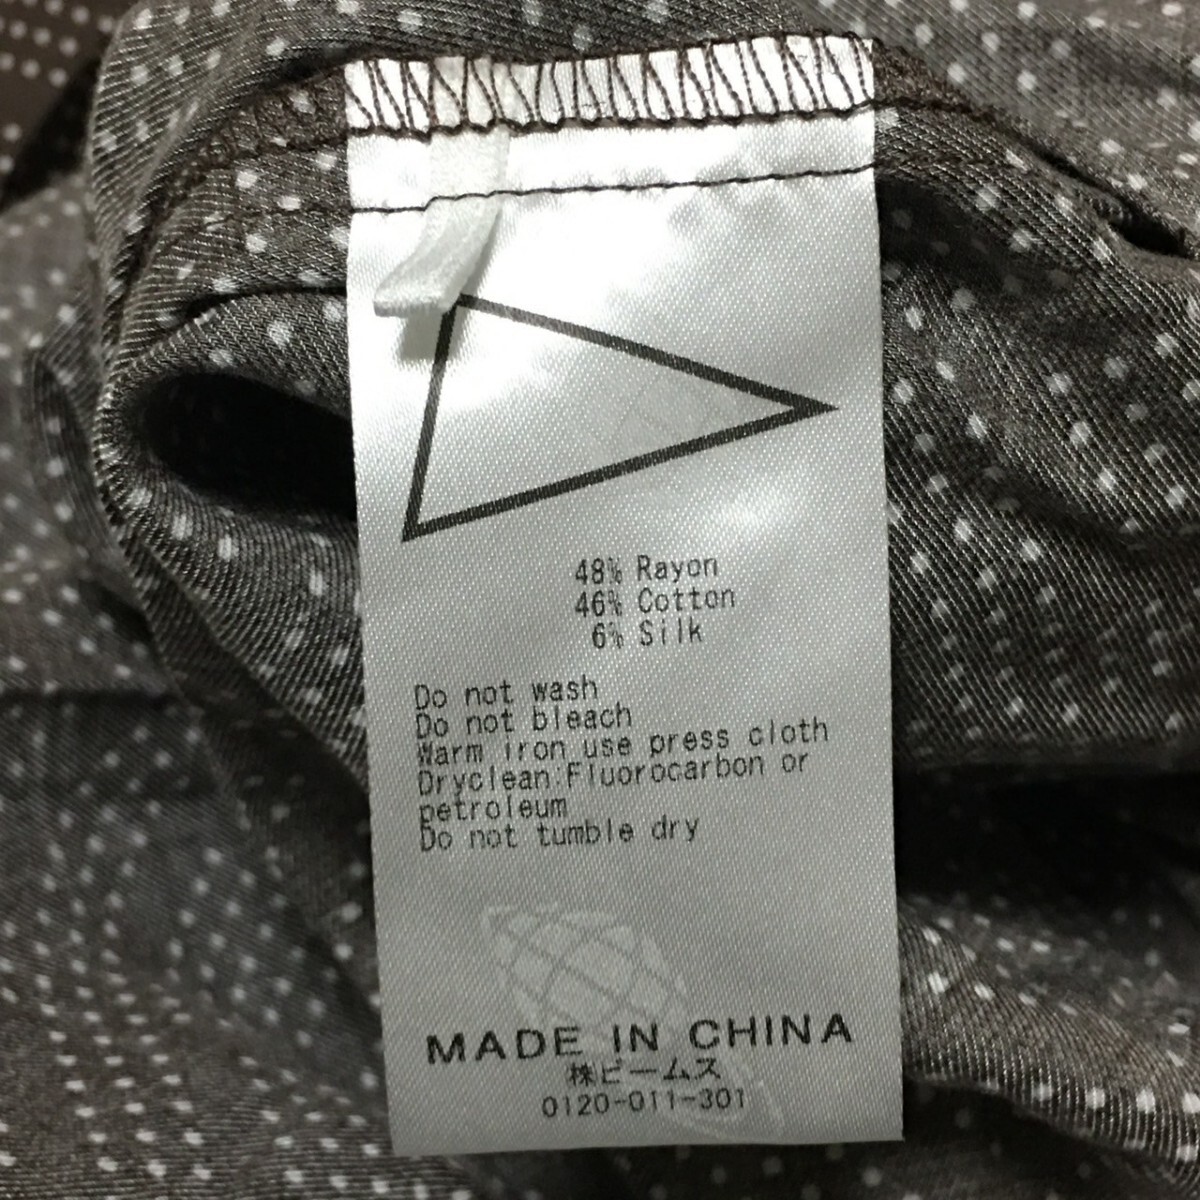 48% Rayon
46% Cotton
6% Silk
Do not wash
Do not bleach
Warm iron use press cloth
Dryclean:Fluorocarbon or
petroleum
Do not tumble dry
MADE IN CHINA
㈱ビームス
0120-011-301